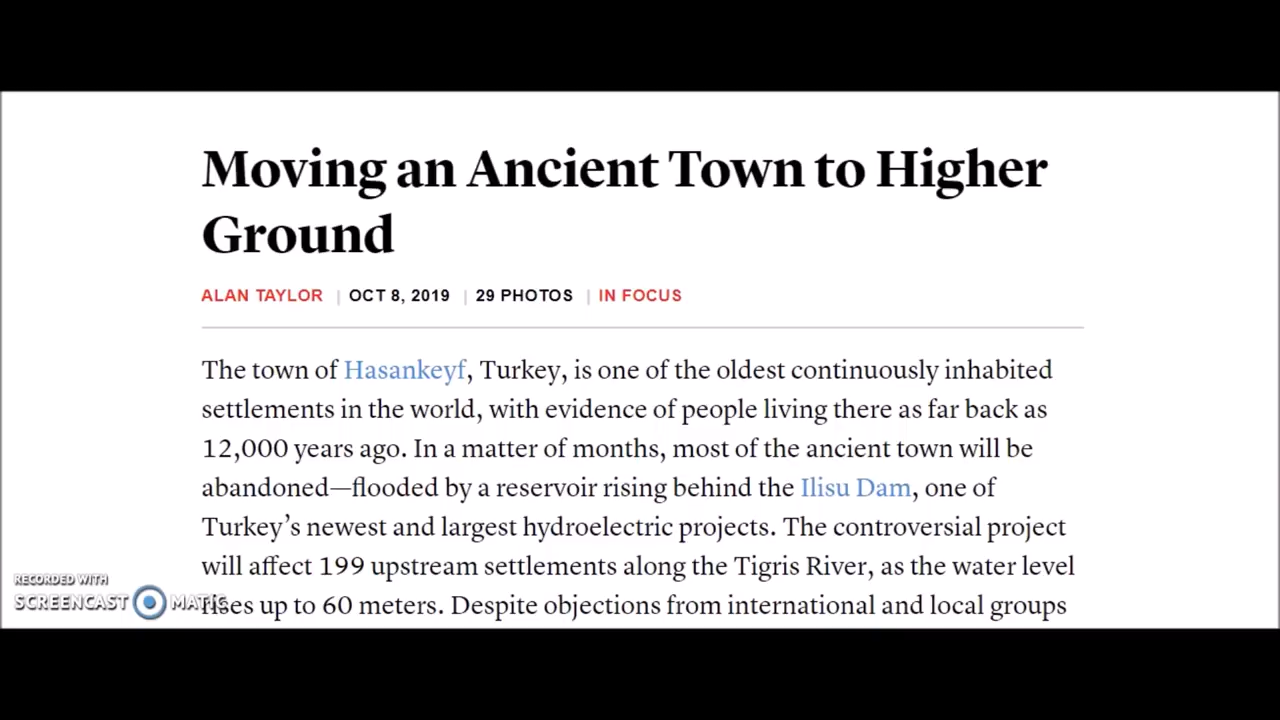 Moving an Ancient Town to Higher
Ground
ALAN TAYLOR | OCT 8, 2019 | 29 PHOTOS | IN FOCUS
The town of Hasankeyf, Turkey, is one of the oldest continuously inhabited
settlements in the world, with evidence of people living there as far back as
12,000 years ago. In a matter of months, most of the ancient town will be
abandoned—flooded by a reservoir rising behind the Ilisu Dam, one of
Turkey’s newest and largest hydroelectric projects. The controversial project
will affect 199 upstream settlements along the Tigris River, as the water level
rises up to 60 meters. Despite objections from international and local groups
RECORDED WITH
SCREENCAST MATIC